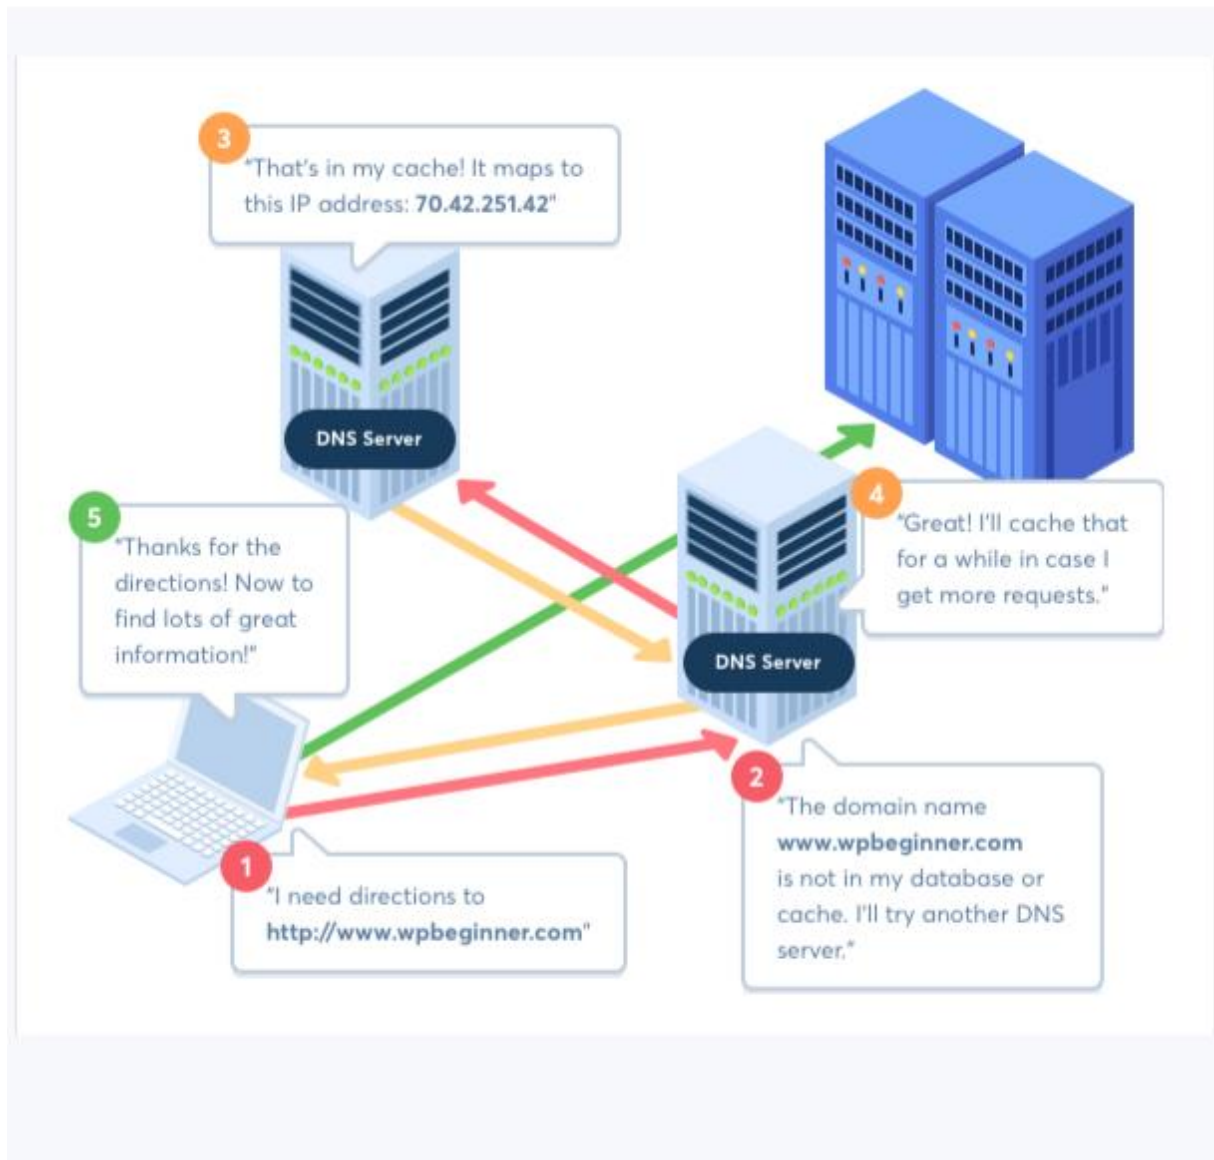 3
"That's in my cache! It maps to
this IP address: 70.42.251.42"
DNS Server
5
"Thanks for the
directions! Now to
find lots of great
information!"
4
"Great! I'll cache that
for a while in case I
get more requests."
DNS Server
1
"I need directions to
http://www.wpbeginner.com"
2
"The domain name
www.wpbeginner.com
is not in my database or
cache. I'll try another DNS
server."